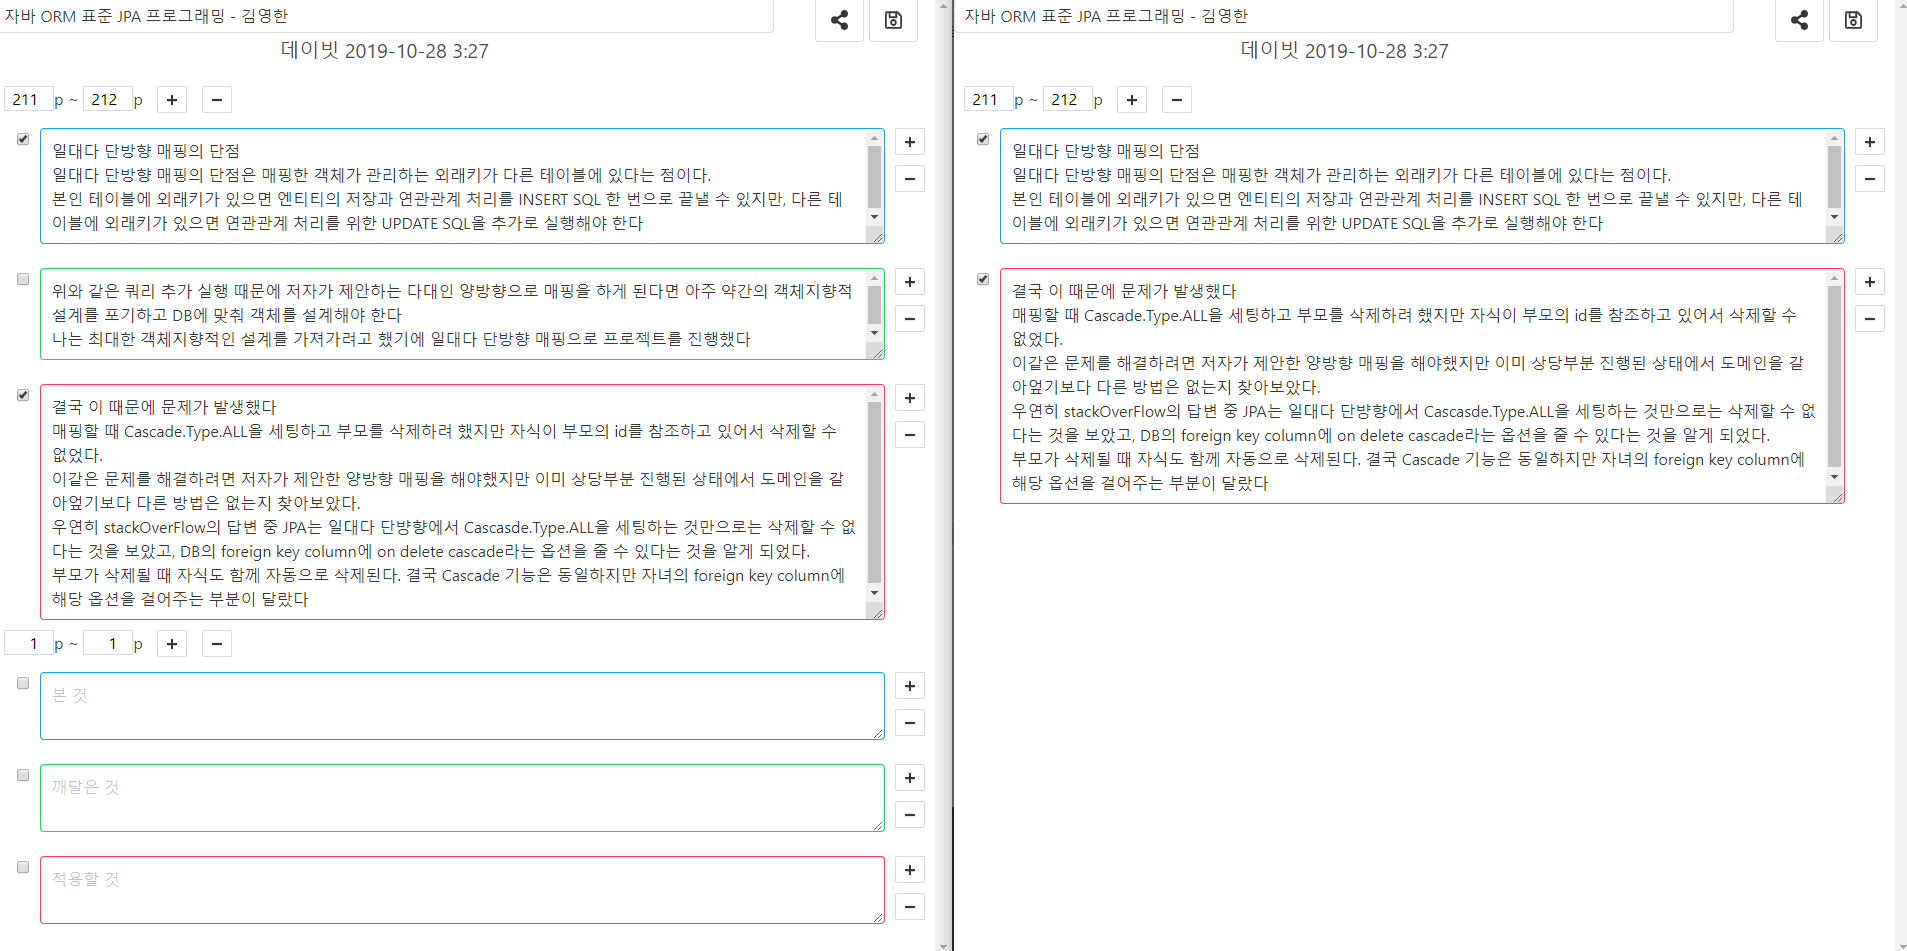 자바 ORM 표준 JPA 프로그래밍 - 김영한
데이빗 2019-10-28 3:27
211 p ~ 212 p + −
일대다 단방향 매핑의 단점
일대다 단방향 매핑의 단점은 매핑한 객체가 관리하는 외래키가 다른 테이블에 있다는 점이다.
본인 테이블에 외래키가 있으면 엔티티의 저장과 연관관계 처리를 INSERT SQL 한 번으로 끝낼 수 있지만, 다른 테
이블에 외래키가 있으면 연관관계 처리를 위한 UPDATE SQL을 추가로 실행해야 한다
+
−
위와 같은 쿼리 추가 실행 때문에 저자가 제안하는 다대인 양방향으로 매핑을 하게 된다면 아주 약간의 객체지향적
설계를 포기하고 DB에 맞춰 객체를 설계해야 한다
나는 최대한 객체지향적인 설계를 가져가려고 했기에 일대다 단방향 매핑으로 프로젝트를 진행했다
+
−
결국 이 때문에 문제가 발생했다
매핑할 때 Cascade.Type.ALL을 세팅하고 부모를 삭제하려 했지만 자식이 부모의 id를 참조하고 있어서 삭제할 수
없었다.
이같은 문제를 해결하려면 저자가 제안한 양방향 매핑을 해야했지만 이미 상당부분 진행된 상태에서 도메인을 갈
아엎기보다 다른 방법은 없는지 찾아보았다.
우연히 stackOverFlow의 답변 중 JPA는 일대다 단뱡향에서 Cascasde.Type.ALL을 세팅하는 것만으로는 삭제할 수 없
다는 것을 보았고, DB의 foreign key column에 on delete cascade라는 옵션을 줄 수 있다는 것을 알게 되었다.
부모가 삭제될 때 자식도 함께 자동으로 삭제된다. 결국 Cascade 기능은 동일하지만 자녀의 foreign key column에
해당 옵션을 걸어주는 부분이 달랐다
+
−
1 p ~ 1 p + −
본 것
+
−
깨달은 것
+
−
적용할 것
+
−
자바 ORM 표준 JPA 프로그래밍 - 김영한
데이빗 2019-10-28 3:27
211 p ~ 212 p + −
일대다 단방향 매핑의 단점
일대다 단방향 매핑의 단점은 매핑한 객체가 관리하는 외래키가 다른 테이블에 있다는 점이다.
본인 테이블에 외래키가 있으면 엔티티의 저장과 연관관계 처리를 INSERT SQL 한 번으로 끝낼 수 있지만, 다른 테
이블에 외래키가 있으면 연관관계 처리를 위한 UPDATE SQL을 추가로 실행해야 한다
+
−
결국 이 때문에 문제가 발생했다
매핑할 때 Cascade.Type.ALL을 세팅하고 부모를 삭제하려 했지만 자식이 부모의 id를 참조하고 있어서 삭제할 수
없었다.
이같은 문제를 해결하려면 저자가 제안한 양방향 매핑을 해야했지만 이미 상당부분 진행된 상태에서 도메인을 갈
아엎기보다 다른 방법은 없는지 찾아보았다.
우연히 stackOverFlow의 답변 중 JPA는 일대다 단뱡향에서 Cascasde.Type.ALL을 세팅하는 것만으로는 삭제할 수 없
다는 것을 보았고, DB의 foreign key column에 on delete cascade라는 옵션을 줄 수 있다는 것을 알게 되었다.
부모가 삭제될 때 자식도 함께 자동으로 삭제된다. 결국 Cascade 기능은 동일하지만 자녀의 foreign key column에
해당 옵션을 걸어주는 부분이 달랐다
+
−